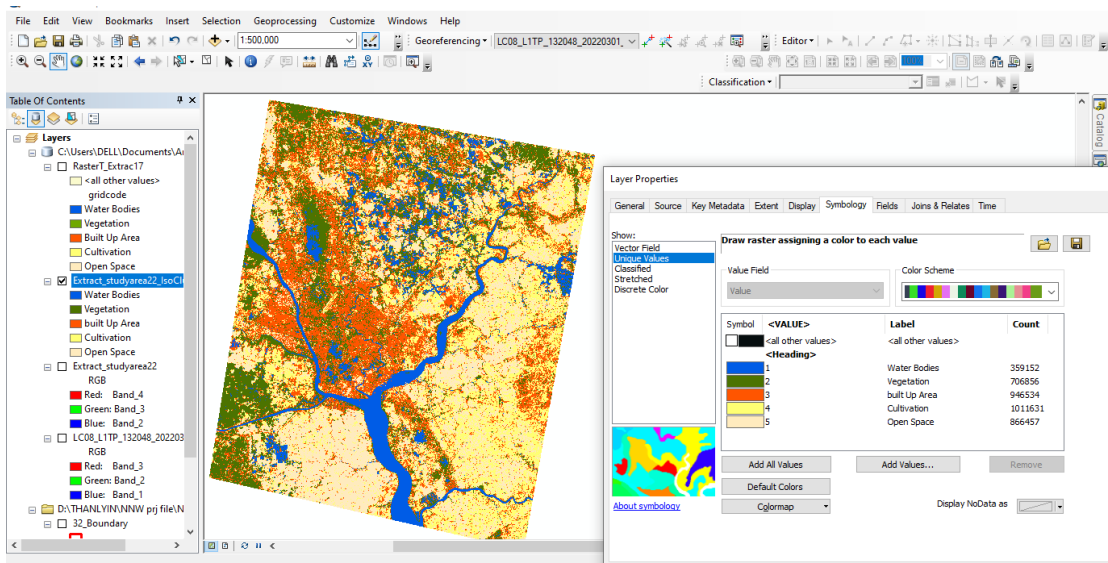 File Edit View Bookmarks Insert Selection Geoprocessing Customize Windows Help
1:500.000 Georeferencing LC08_L1TP_132048_20220301_ Editor
100%
Classification
Table Of Contents
Layers
C:\Users\DELL\Documents\Ar
RasterT_Extrac17
<all other values>
gridcode
Water Bodies
Vegetation
Built Up Area
Cultivation
Open Space
Extract_studyarea22_IsoCl
Water Bodies
Vegetation
built Up Area
Cultivation
Open Space
Extract_studyarea22
RGB
Red: Band_4
Green: Band_3
Blue: Band_2
LC08_L1TP_132048_202203
RGB
Red: Band_3
Green: Band_2
Blue: Band_1
D:\THANLYIN\NNW prj file\N
32_Boundary
Catalog
Layer Properties
General Source Key Metadata Extent Display Symbology Fields Joins & Relates Time
Show:
Vector Field
Unique Values
Classified
Stretched
Discrete Color
About symbology
Draw raster assigning a color to each value
Value Field
Value
Color Scheme
Symbol <VALUE> Label Count
<all other values> <all other values>
<Heading>
1 Water Bodies 359152
2 Vegetation 706856
3 built Up Area 946534
4 Cultivation 1011631
5 Open Space 866457
Add All Values Add Values... Remove
Default Colors
Colormap
Display NoData as